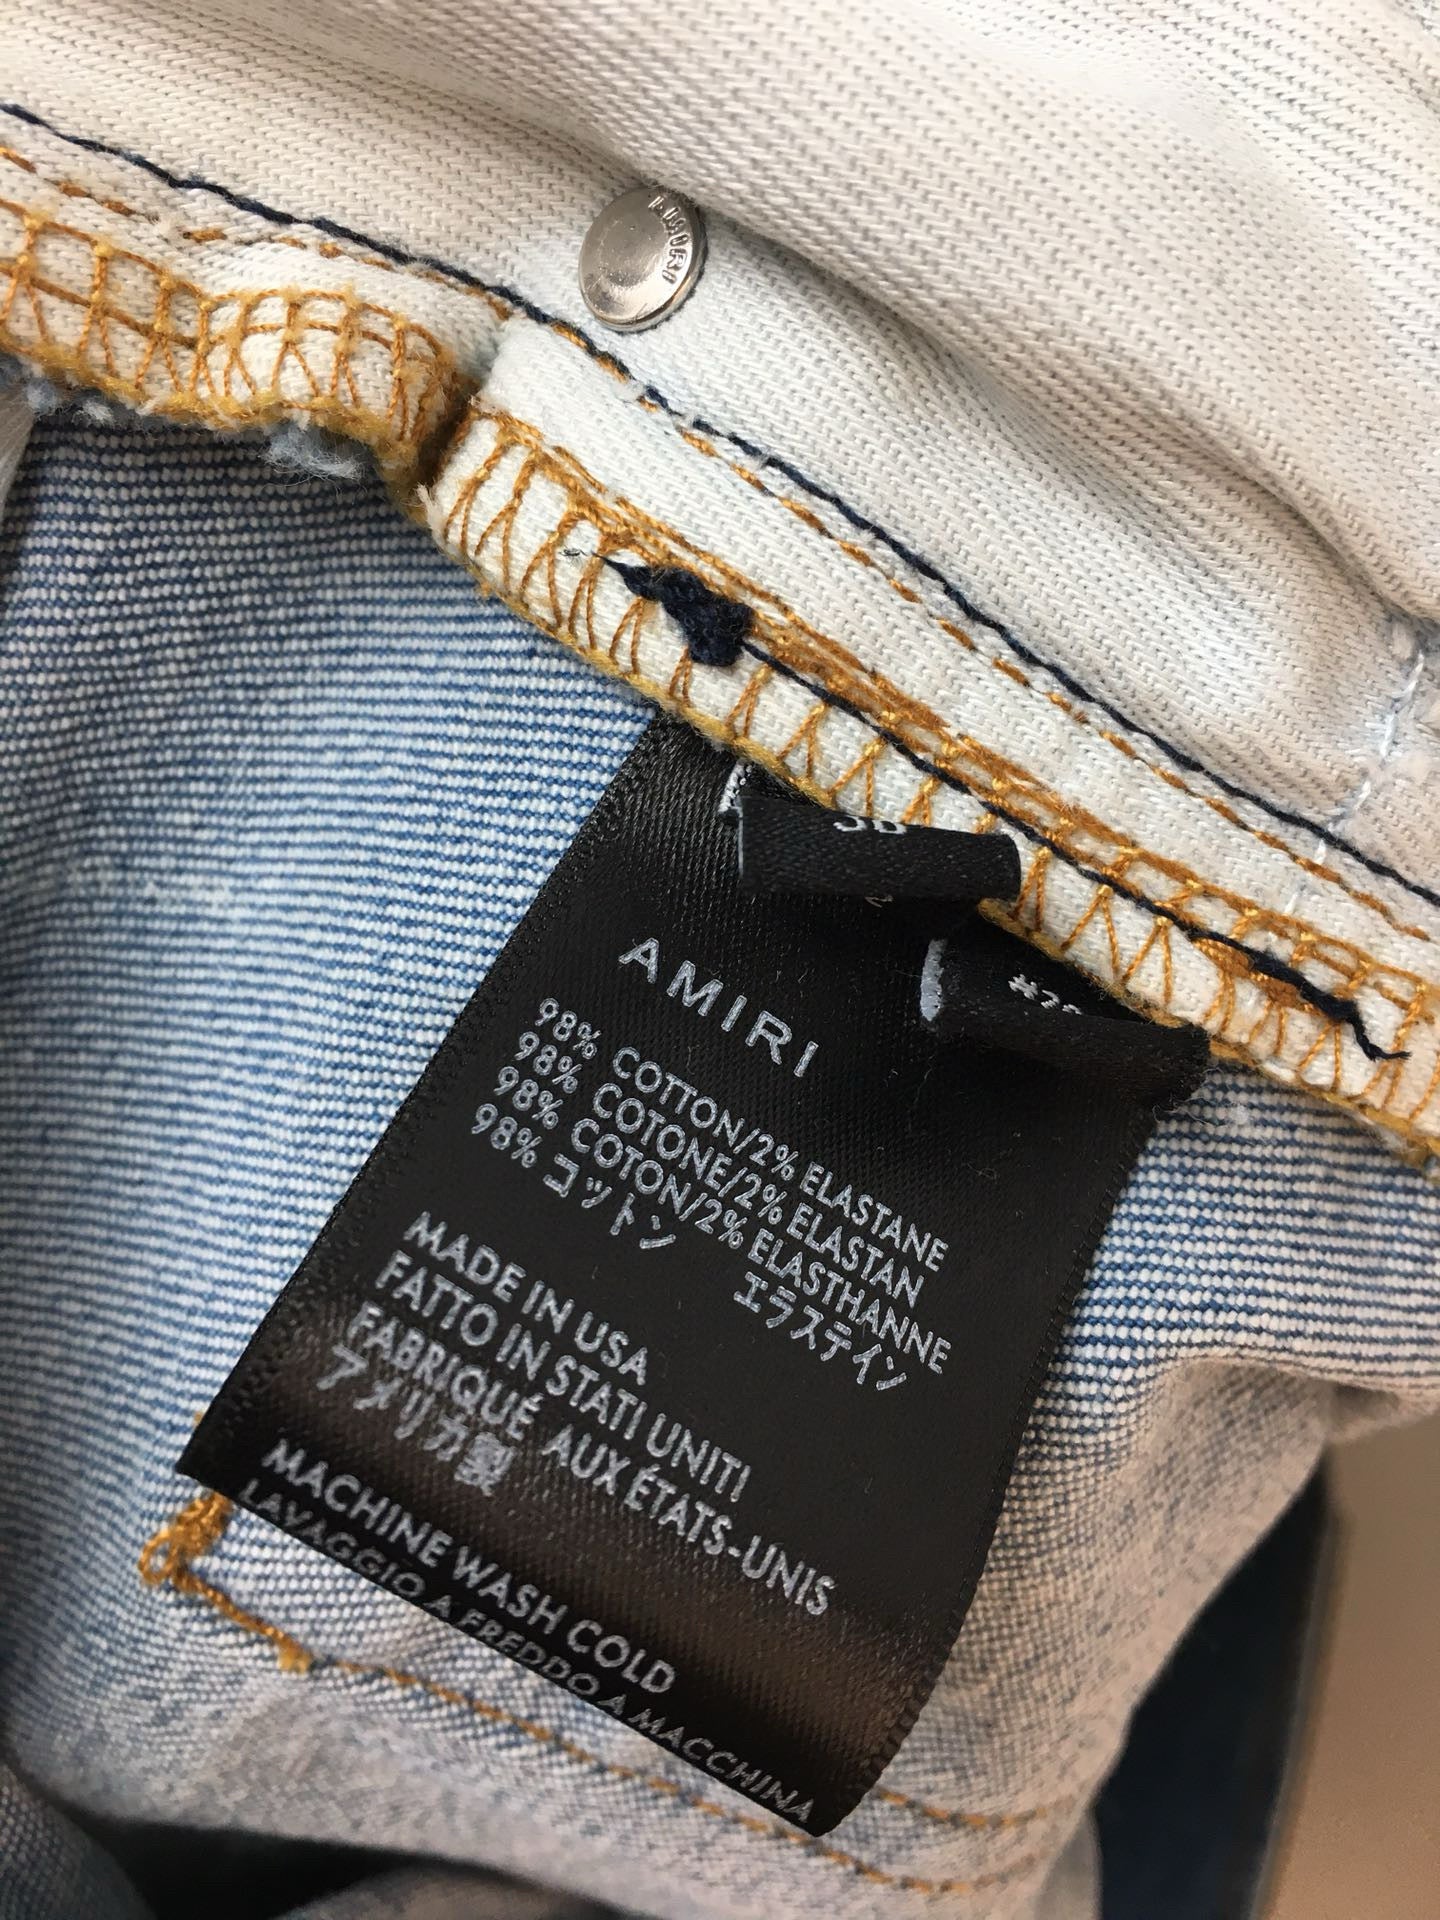 AMIRI
AMIRI
98% COTTON/2% ELASTANE
98% COTONE/2% ELASTAN
98% COTON/2% ELASTHANNE
98% コットン エラステイン
MADE IN USA
FATTO IN STATI UNITI
FABRIQUÉ AUX ÉTATS-UNIS
アメリカ製
MACHINE WASH COLD
LAVAGGIO A FREDDO A MACCHINA